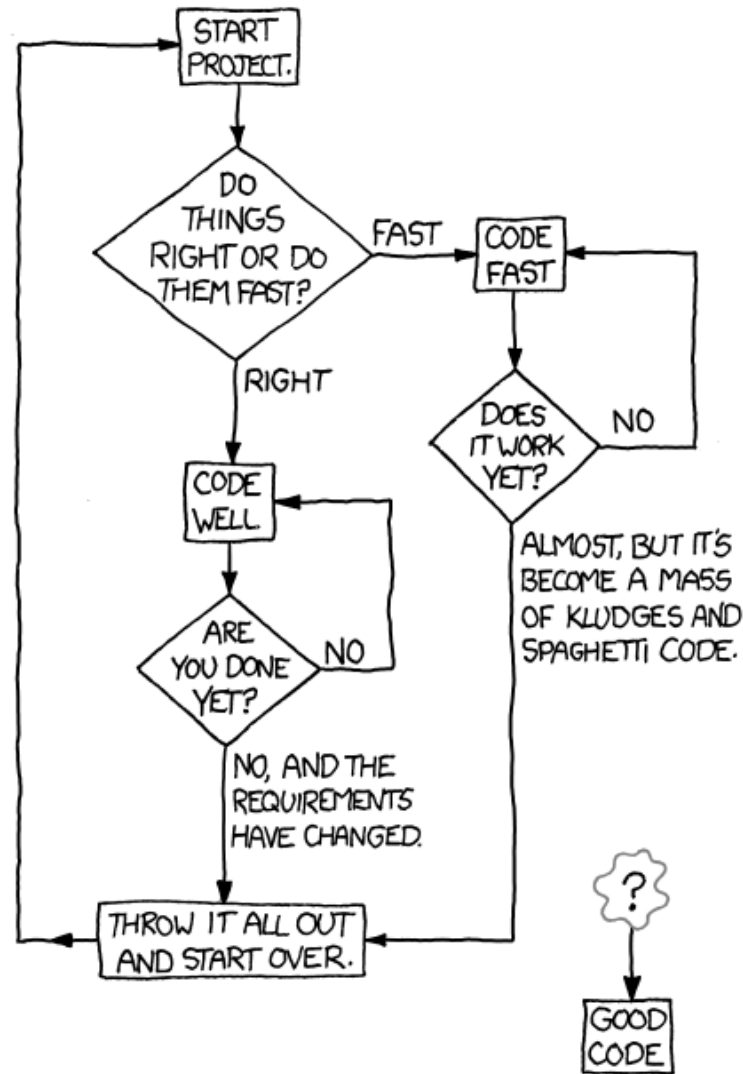 START
PROJECT.
DO
THINGS
RIGHT OR DO
THEM FAST?
FAST
CODE
FAST
RIGHT
DOES
IT WORK
YET?
NO
CODE
WELL.
ALMOST, BUT IT'S
BECOME A MASS
OF KLUDGES AND
SPAGHETTI CODE.
ARE
YOU DONE
YET?
NO
NO, AND THE
REQUIREMENTS
HAVE CHANGED.
THROW IT ALL OUT
AND START OVER.
?
GOOD
CODE